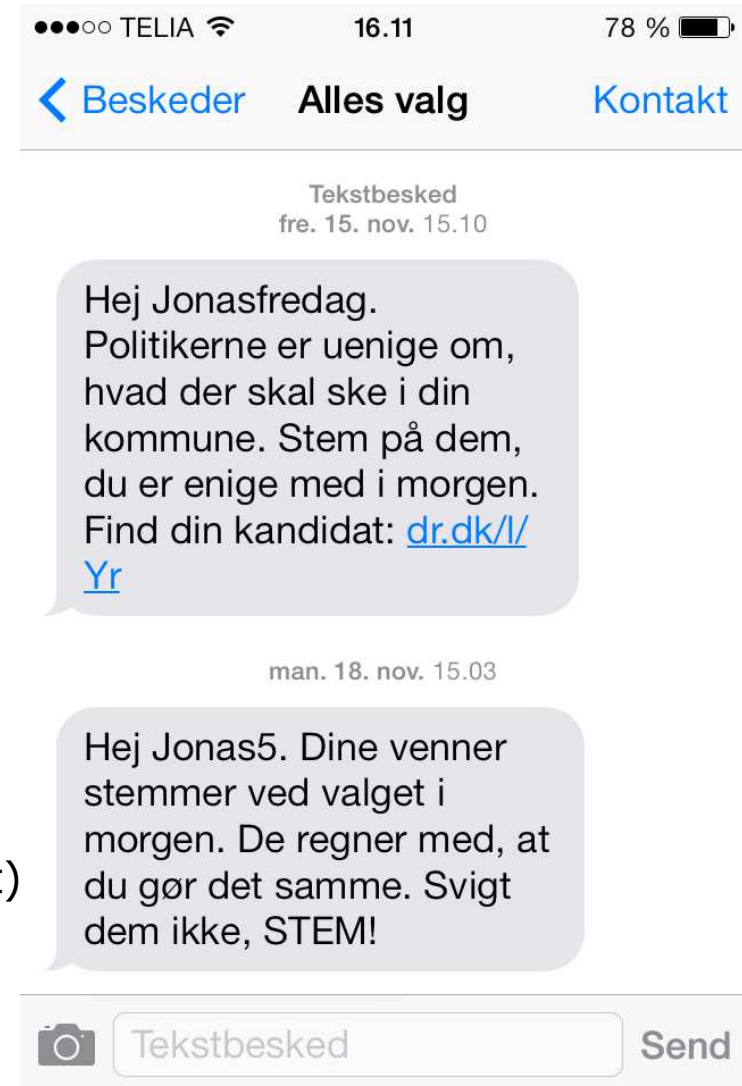 TELIA 16.11 78 %
Beskeder Alles valg Kontakt
Tekstbesked
fre. 15. nov. 15.10
Hej Jonasfredag.
Politikerne er uenige om,
hvad der skal ske i din
kommune. Stem på dem,
du er enige med i morgen.
Find din kandidat: dr.dk/l/
Yr
man. 18. nov. 15.03
Hej Jonas5. Dine venner
stemmer ved valget i
morgen. De regner med, at
du gør det samme. Svigt
dem ikke, STEM!
Tekstbesked Send